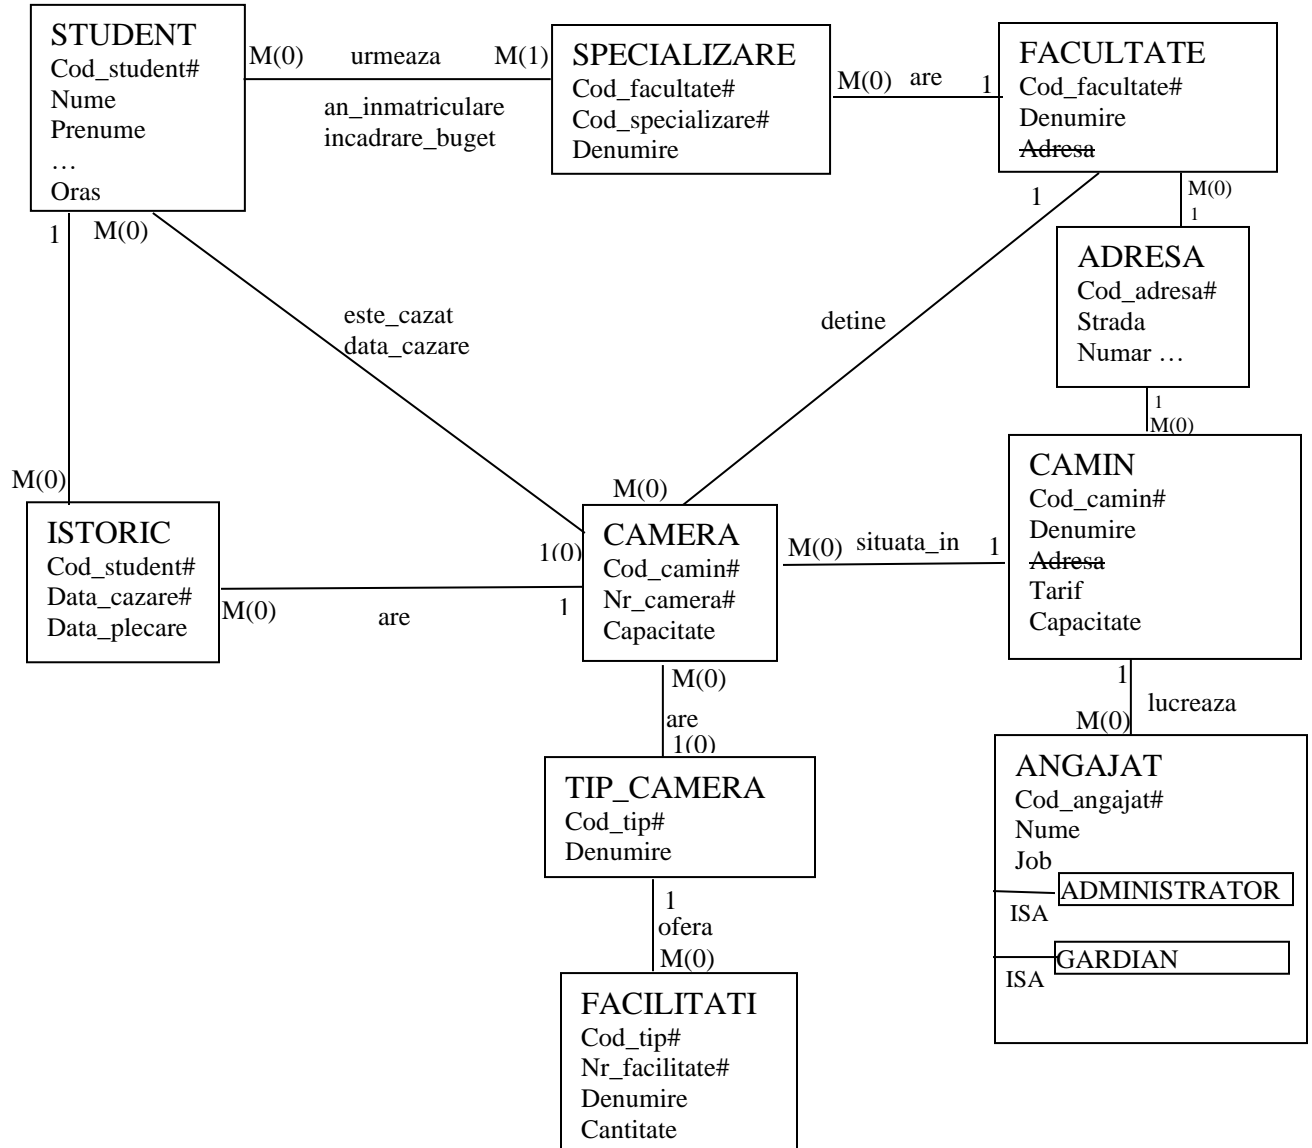 STUDENT
Cod_student#
Nume
Prenume
…
Oras
M(0)
urmeaza
M(1)
an_inmatriculare
incadrare_buget
SPECIALIZARE
Cod_facultate#
Cod_specializare#
Denumire
M(0)
are
1
FACULTATE
Cod_facultate#
Denumire
Adresa
M(0)
1
ADRESA
Cod_adresa#
Strada
Numar …
1
M(0)
1
M(0)
este_cazat
data_cazare
1
detine
M(0)
M(0)
ISTORIC
Cod_student#
Data_cazare#
Data_plecare
M(0)
are
1
1(0)
CAMERA
Cod_camin#
Nr_camera#
Capacitate
M(0)
situata_in
1
CAMIN
Cod_camin#
Denumire
Adresa
Tarif
Capacitate
1
lucreaza
M(0)
M(0)
are
1(0)
TIP_CAMERA
Cod_tip#
Denumire
1
ofera
M(0)
FACILITATI
Cod_tip#
Nr_facilitate#
Denumire
Cantitate
ANGAJAT
Cod_angajat#
Nume
Job
ADMINISTRATOR
ISA
GARDIAN
ISA